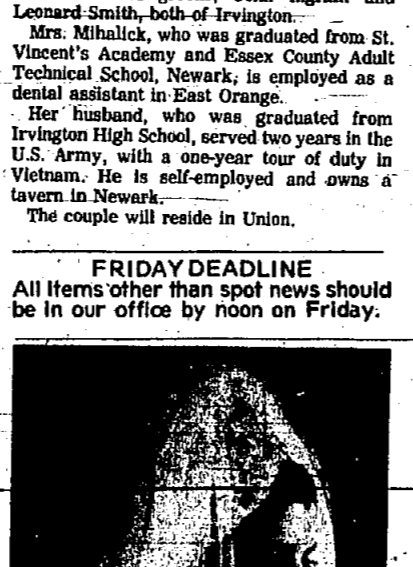 Leonard Smith, both of Irvington.
Mrs. Mihalick, who was graduated from St.
Vincent's Academy and Essex County Adult
Technical School, Newark, is employed as a
dental assistant in East Orange.
Her husband, who was graduated from
Irvington High School, served two years in the
U.S. Army, with a one-year tour of duty in
Vietnam. He is self-employed and owns a
tavern in Newark.
The couple will reside in Union.
FRIDAY DEADLINE
All items other than spot news should
be in our office by noon on Friday.